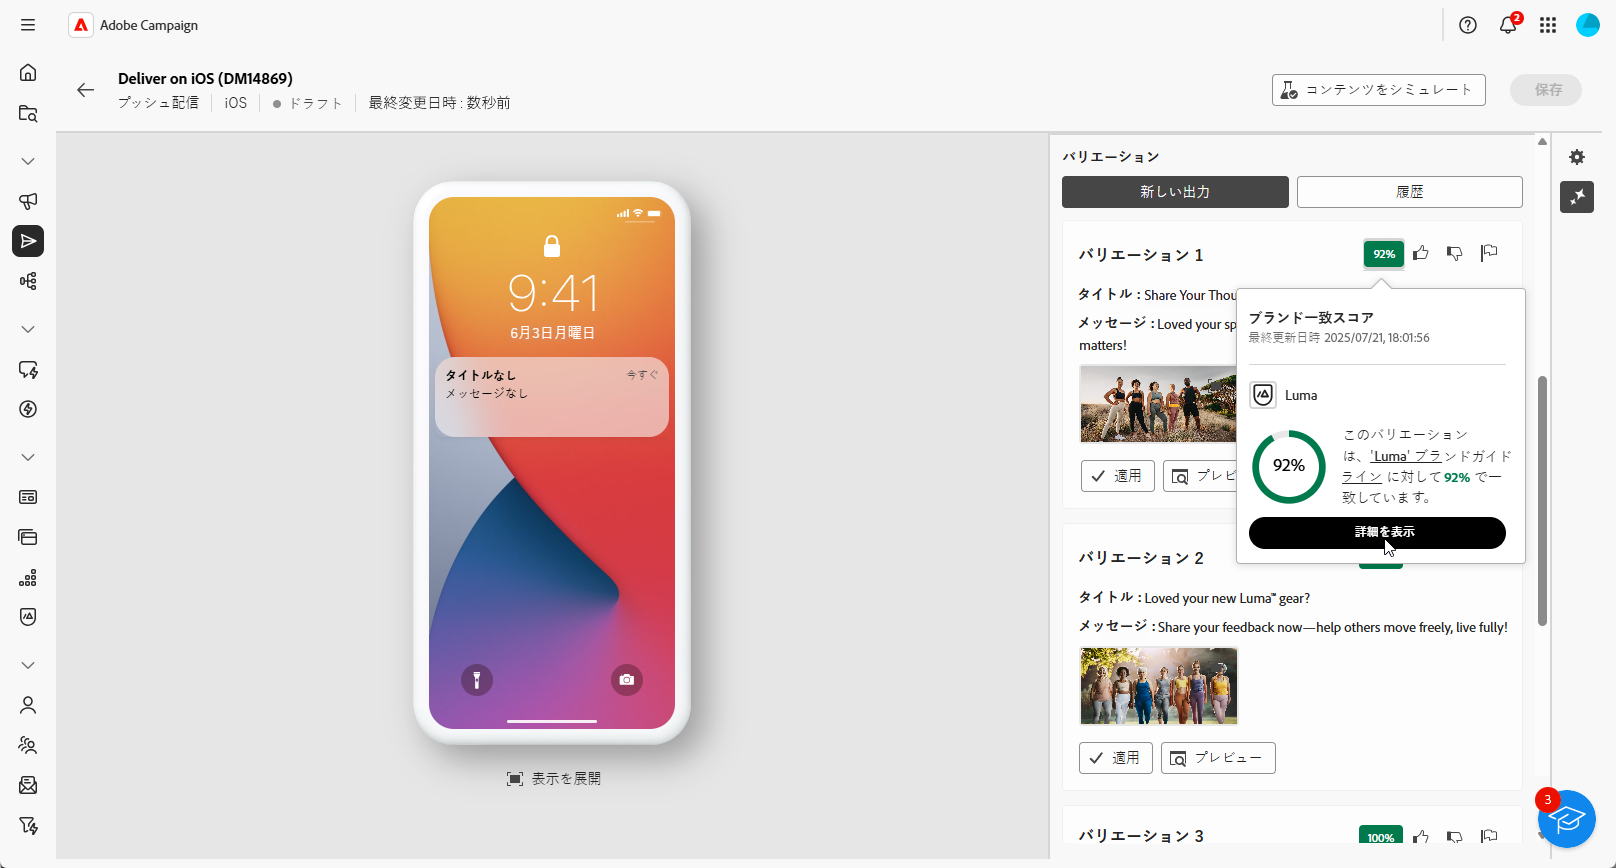 Adobe Campaign
2
Deliver on iOS (DM14869)
プッシュ配信 iOS ドラフト 最終変更日時 : 数秒前
コンテンツをシミュレート
保存
9:41
6月3日月曜日
タイトルなし 今すぐ
メッセージなし
表示を展開
バリエーション
新しい出力 履歴
バリエーション 1 92%
タイトル : Share Your Thou
メッセージ : Loved your sp
matters!
適用 プレビ
ブランド一致スコア
最終更新日時 2025/07/21, 18:01:56
Luma
92%
このバリエーション
は、'Luma' ブランドガイド
ライン に対して 92% で一
致しています。
詳細を表示
バリエーション 2
タイトル : Loved your new Luma™ gear?
メッセージ : Share your feedback now—help others move freely, live fully!
適用 プレビュー
バリエーション 3 100%
3